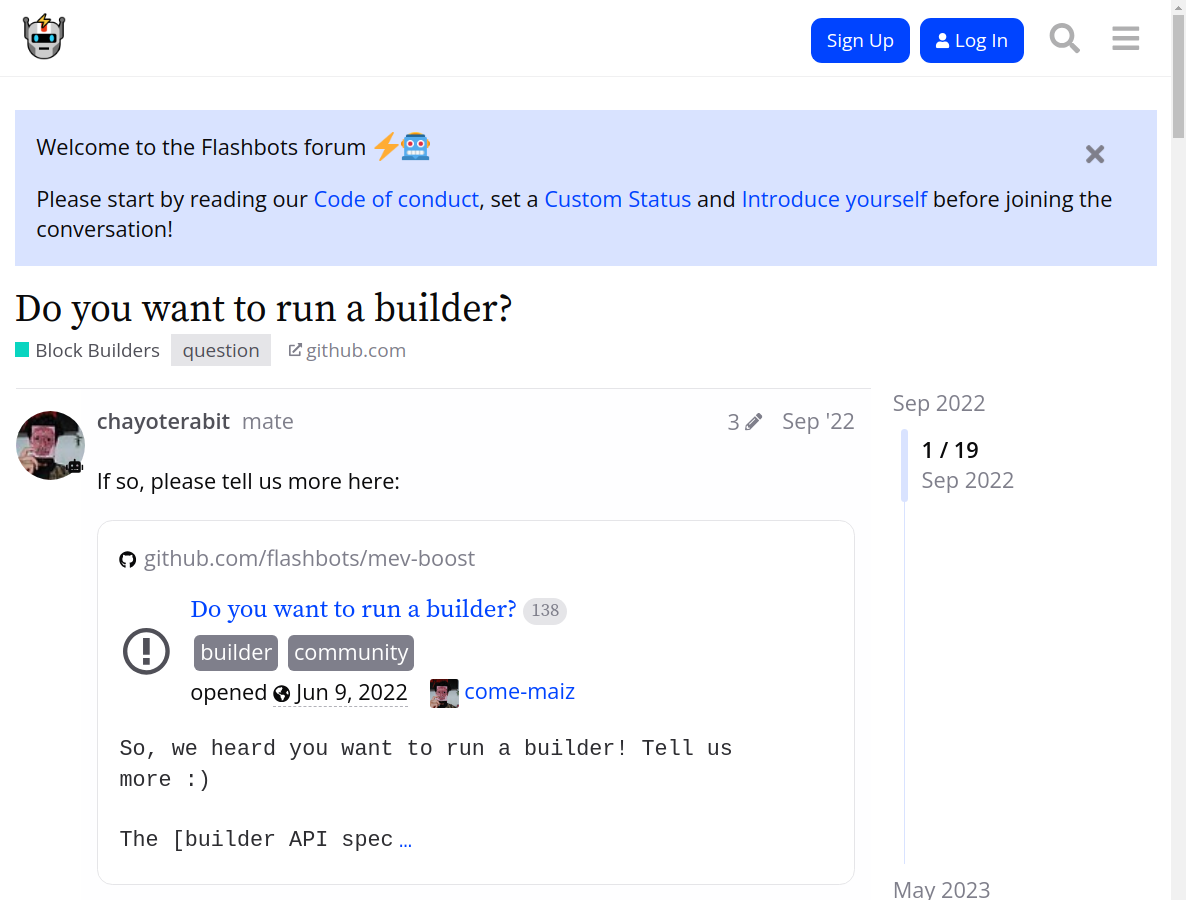 Sign Up
Log In
Welcome to the Flashbots forum
Please start by reading our Code of conduct, set a Custom Status and Introduce yourself before joining the
conversation!
Do you want to run a builder?
Block Builders question github.com
chayoterabit mate 3 Sep '22
If so, please tell us more here:
github.com/flashbots/mev-boost
Do you want to run a builder? 138
builder community
opened Jun 9, 2022 come-maiz
So, we heard you want to run a builder! Tell us
more :)
The [builder API spec …
Sep 2022
1 / 19
Sep 2022
May 2023